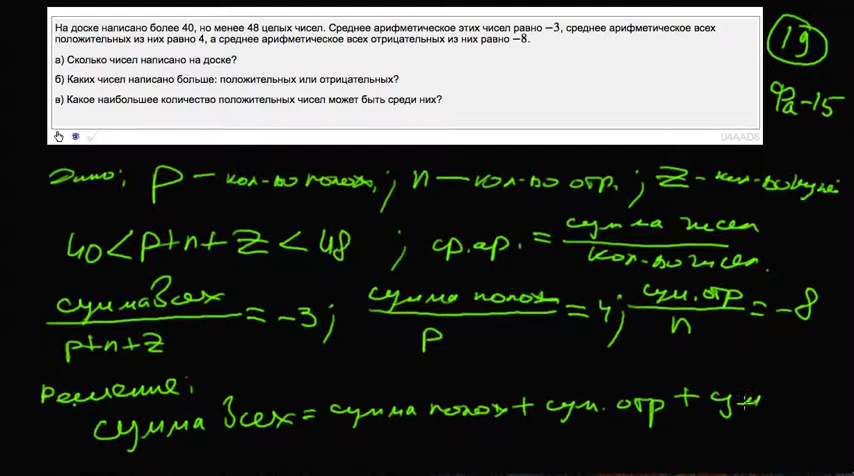 На доске написано более 40, но менее 48 целых чисел. Среднее арифметическое этих чисел равно −3, среднее арифметическое всех
положительных из них равно 4, а среднее арифметическое всех отрицательных из них равно −8.
а) Сколько чисел написано на доске?
б) Каких чисел написано больше: положительных или отрицательных?
в) Какое наибольшее количество положительных чисел может быть среди них?
04AAD6
19
Фа-15
Дано: P – кол-во полож.; n – кол-во отр.; Z – кол-во нулей
40 < p+n+Z < 48 ; ср.ар. = сумма чисел / кол-во чисел.
сумма всех / p+n+z = −3; сумма полож / p = 4; сум. отр / n = −8
Решение:
сумма всех = сумма полож + сум. отр + сум